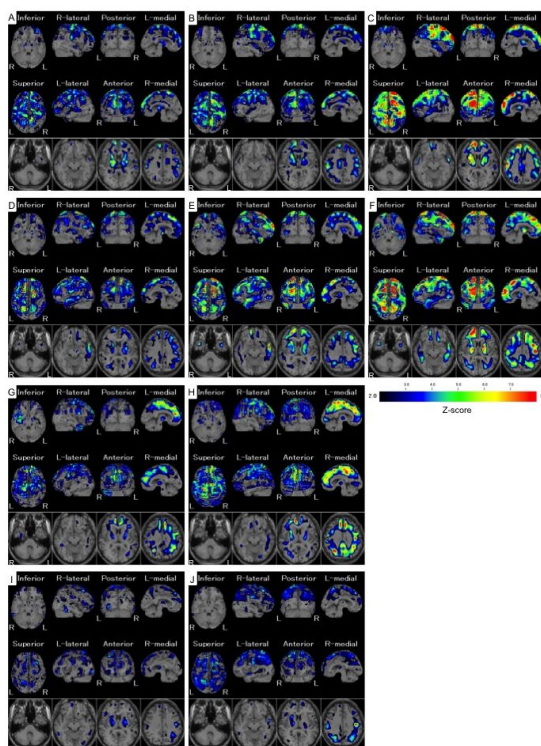 A Inferior R-lateral Posterior L-medial B Inferior R-lateral Posterior L-medial C Inferior R-lateral Posterior L-medial
R L L R R L L R R L L R
Superior L-lateral Anterior R-medial Superior L-lateral Anterior R-medial Superior L-lateral Anterior R-medial
L R R L L R R L L R R L
R L R L R L
D Inferior R-lateral Posterior L-medial E Inferior R-lateral Posterior L-medial F Inferior R-lateral Posterior L-medial
R L L R R L L R R L L R
Superior L-lateral Anterior R-medial Superior L-lateral Anterior R-medial Superior L-lateral Anterior R-medial
L R R L L R R L L R R L
R L R L R L
G Inferior R-lateral Posterior L-medial H Inferior R-lateral Posterior L-medial
2.0
Z-score
R L L R R L L R
Superior L-lateral Anterior R-medial Superior L-lateral Anterior R-medial
L R R L L R R L
R L R L
I Inferior R-lateral Posterior L-medial J Inferior R-lateral Posterior L-medial
R L L R R L L R
Superior L-lateral Anterior R-medial Superior L-lateral Anterior R-medial
L R R L L R R L
R L R L